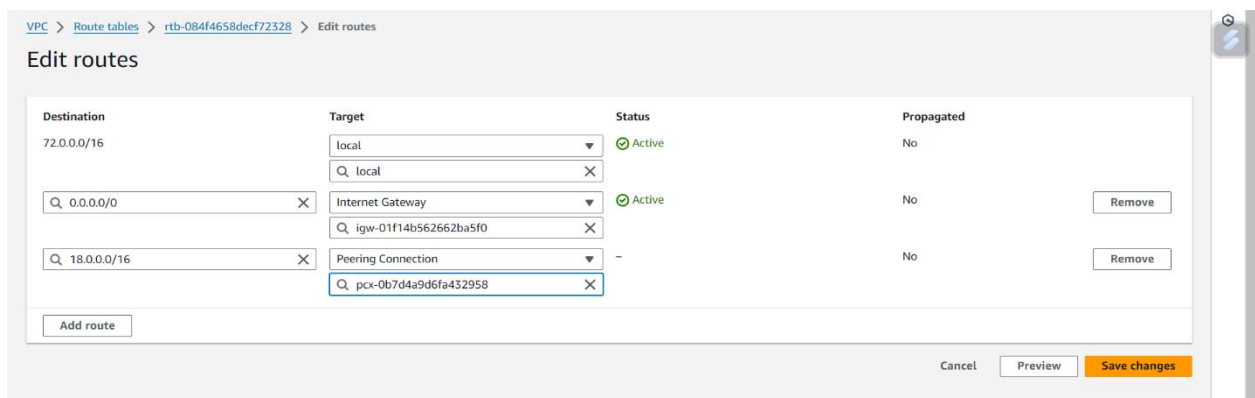 VPC > Route tables > rtb-084f4658decf72328 > Edit routes
Edit routes
Destination Target Status Propagated
72.0.0.0/16 local Active No
local
0.0.0.0/0 Internet Gateway Active No Remove
igw-01f14b562662ba5f0
18.0.0.0/16 Peering Connection – No Remove
pcx-0b7d4a9d6fa432958
Add route
Cancel Preview Save changes